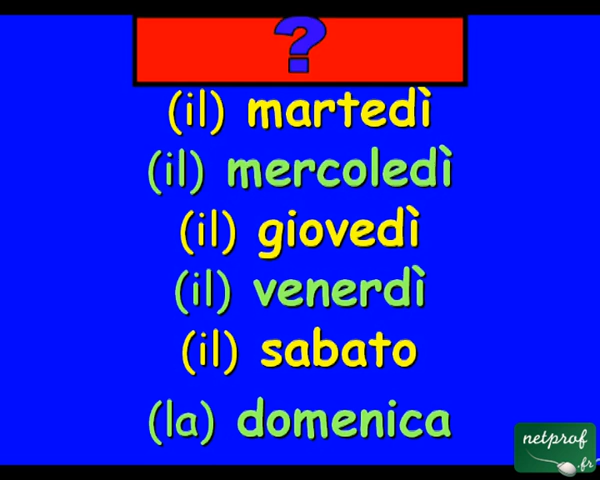 ?
(il) martedì
(il) mercoledì
(il) giovedì
(il) venerdì
(il) sabato
(la) domenica
netprof
.fr